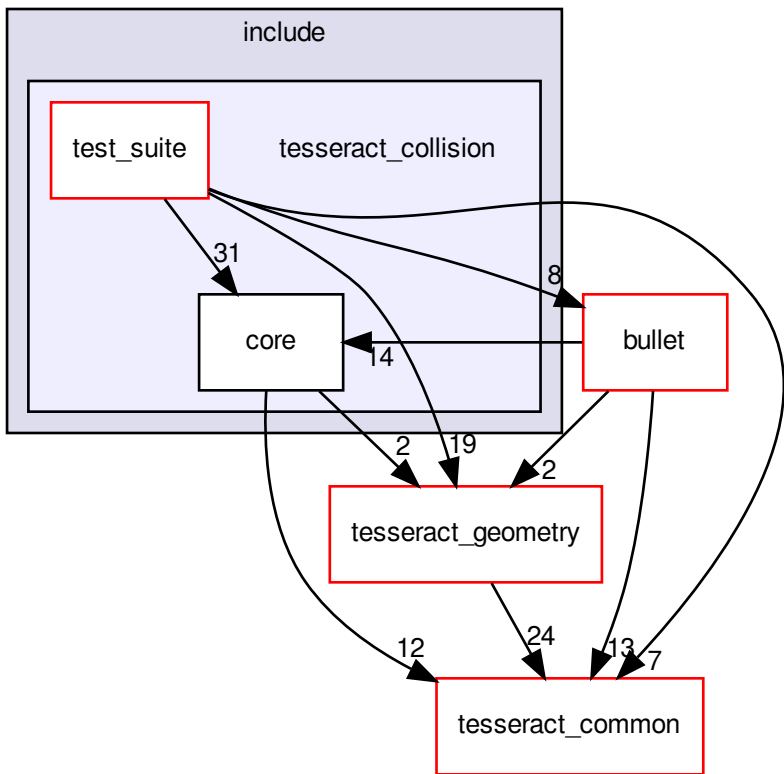 include
test_suite
tesseract_collision
31
8
core
14
bullet
2
19
2
tesseract_geometry
12
24
13
7
tesseract_common